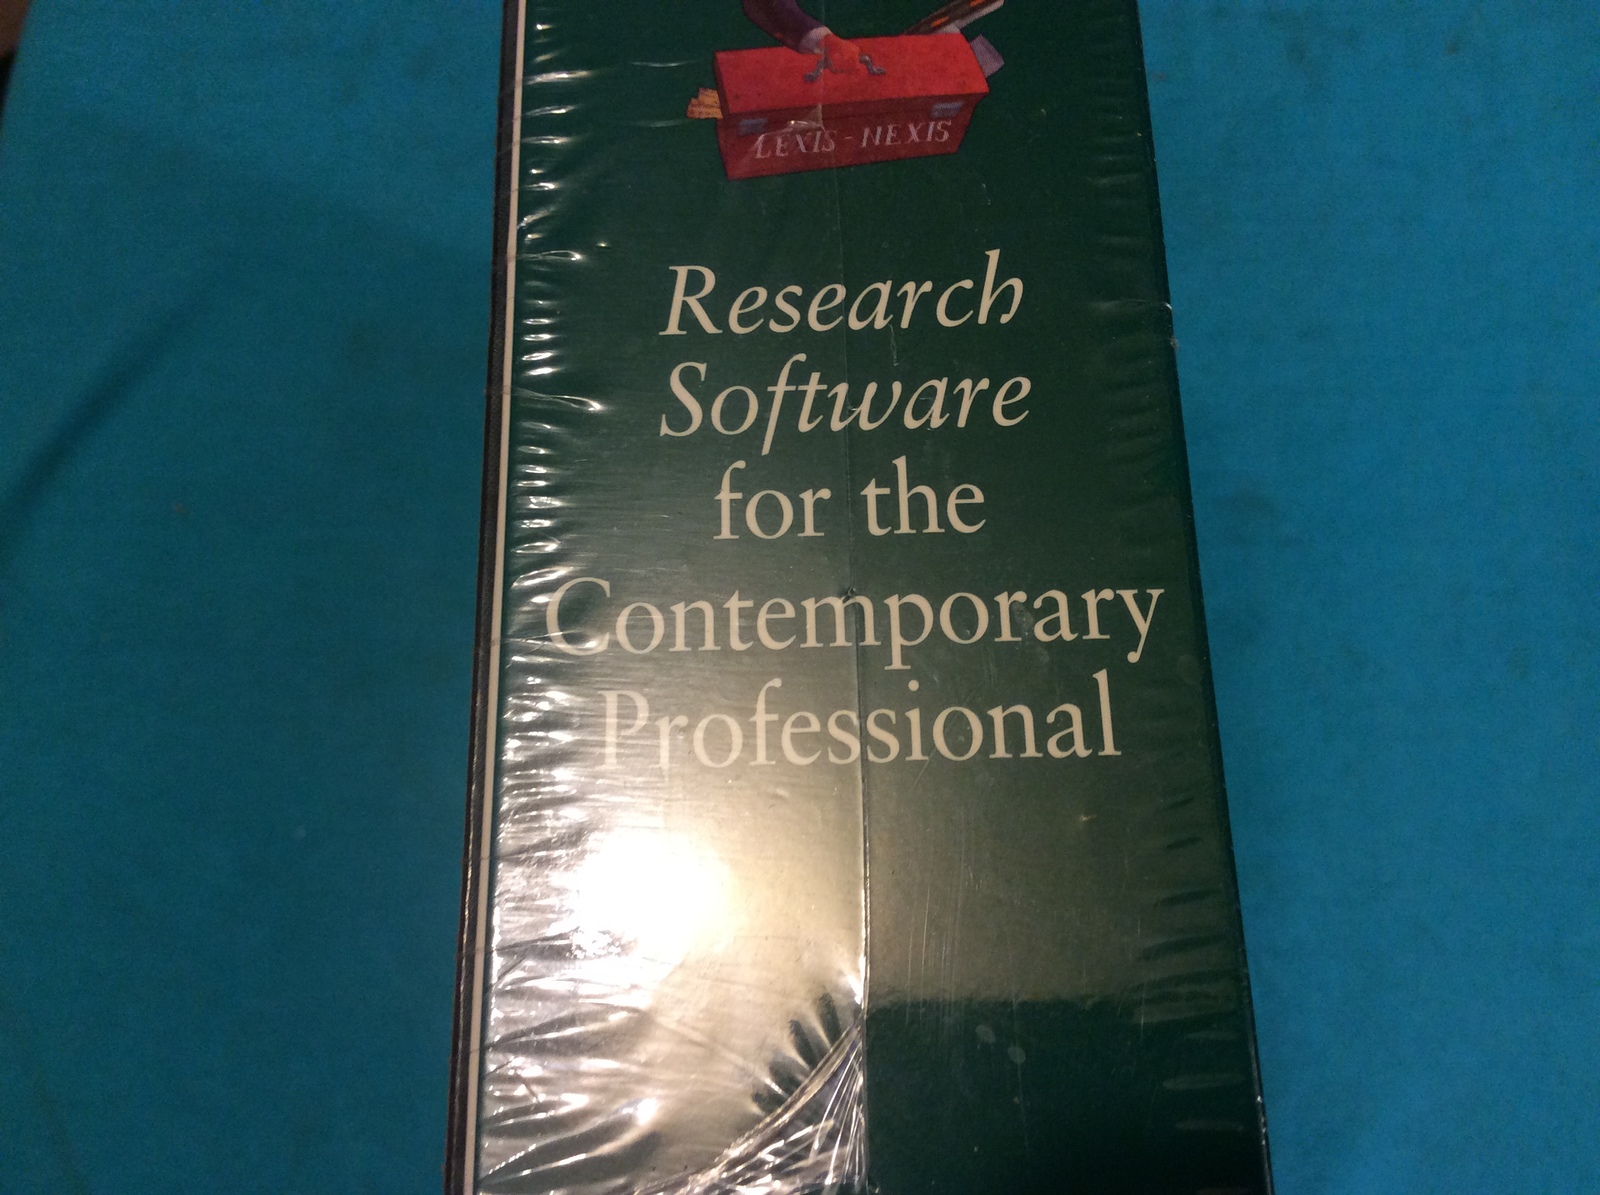 LEXIS-NEXIS
Research
Software
for the
Contemporary
Professional